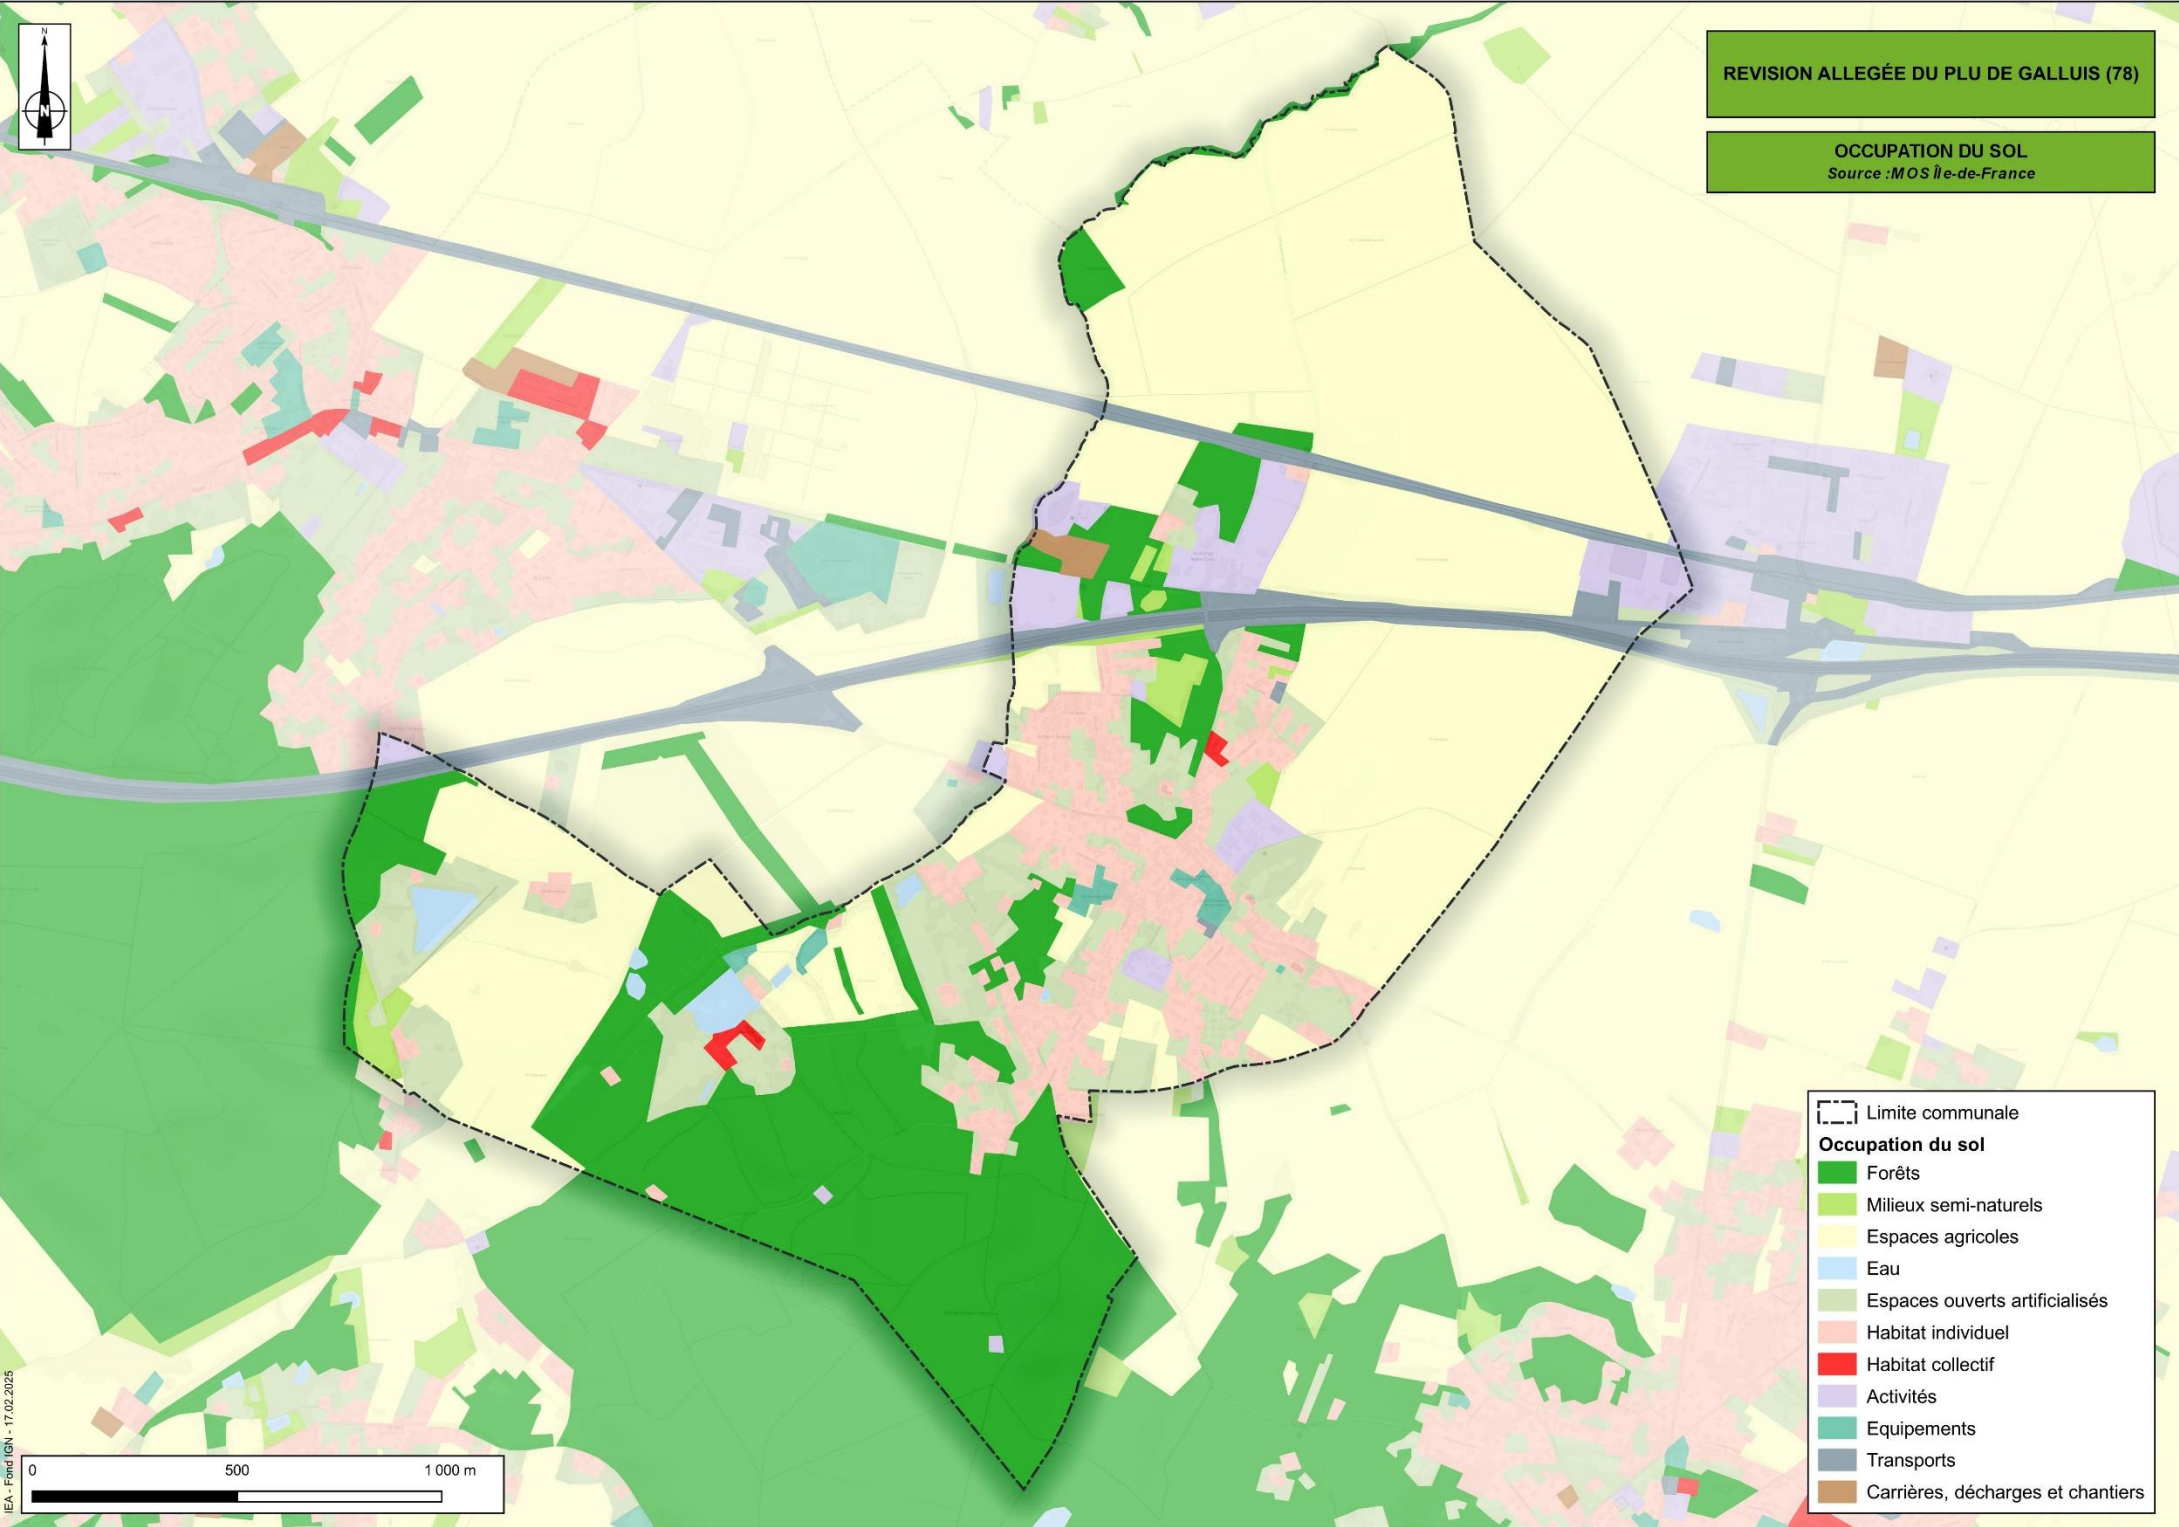 N
N
REVISION ALLEGÉE DU PLU DE GALLUIS (78)
OCCUPATION DU SOL
Source :MOS Île-de-France
Limite communale
Occupation du sol
Forêts
Milieux semi-naturels
Espaces agricoles
Eau
Espaces ouverts artificialisés
Habitat individuel
Habitat collectif
Activités
Equipements
Transports
Carrières, décharges et chantiers
0 500 1 000 m
IEA - Fond IGN - 17.02.2025